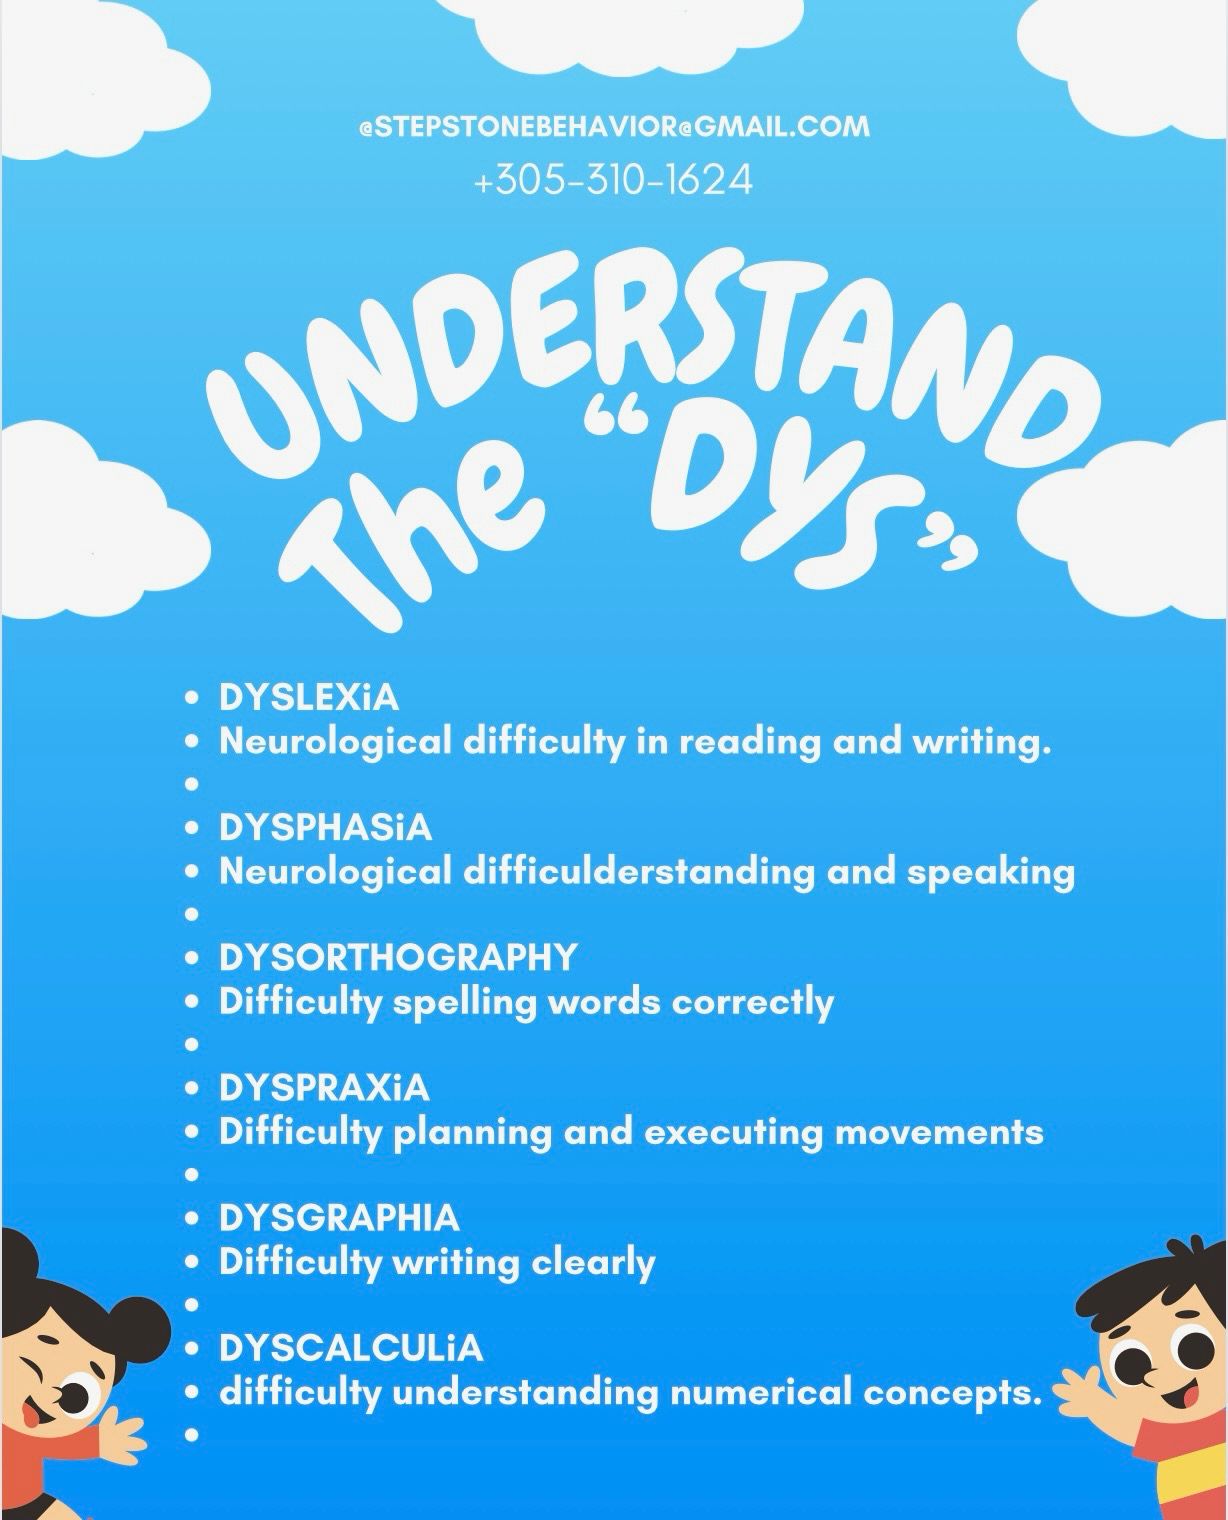 @STEPSTONEBEHAVIOR@GMAIL.COM
+305-310-1624
UNDERSTAND
The “DYS”
• DYSLEXiA
• Neurological difficulty in reading and writing.
•
• DYSPHASiA
• Neurological difficulderstanding and speaking
•
• DYSORTHOGRAPHY
• Difficulty spelling words correctly
•
• DYSPRAXiA
• Difficulty planning and executing movements
•
• DYSGRAPHIA
• Difficulty writing clearly
•
• DYSCALCULiA
• difficulty understanding numerical concepts.
•